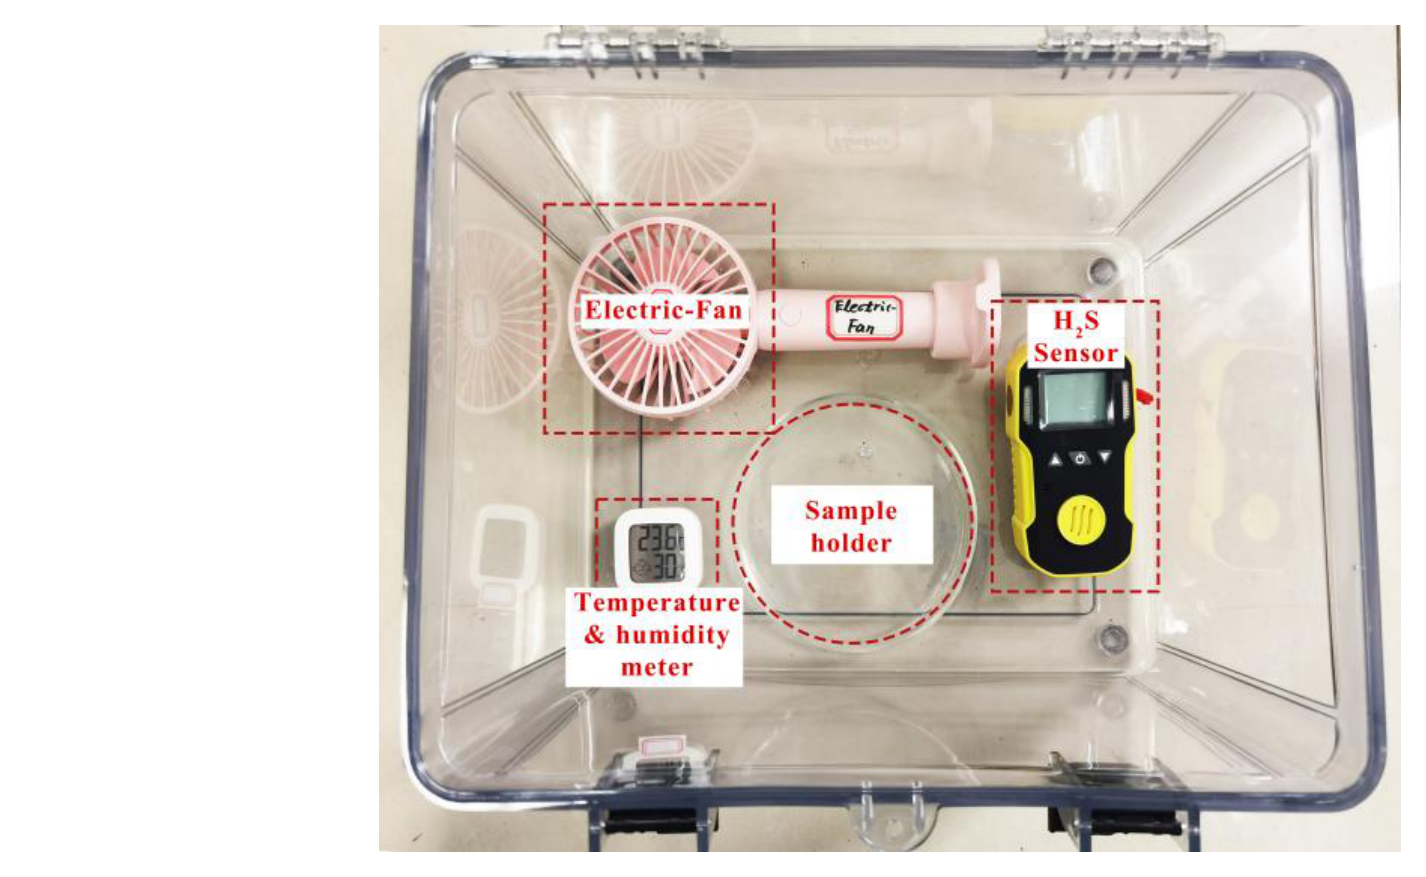 Electric-Fan
Electric-
Fan
H₂S
Sensor
Sample
holder
23.6
30
Temperature
& humidity
meter